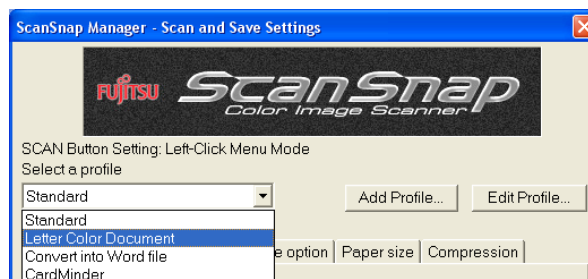 ScanSnap Manager - Scan and Save Settings
FUJITSU ScanSnap
Color Image Scanner
SCAN Button Setting: Left-Click Menu Mode
Select a profile
Standard Add Profile... Edit Profile...
Standard
Letter Color Document
Convert into Word file option Paper size Compression
CardMinder